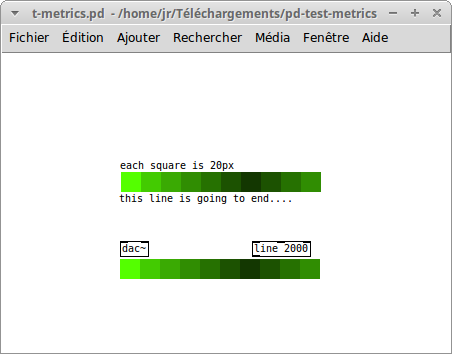 t-metrics.pd - /home/jr/Téléchargements/pd-test-metrics
Fichier Édition Ajouter Rechercher Média Fenêtre Aide
each square is 20px
this line is going to end....
dac~ line 2000